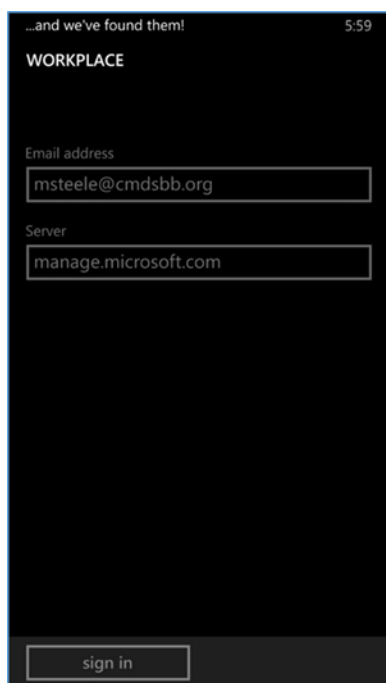 ...and we've found them! 5:59
WORKPLACE
Email address
msteele@cmdsbb.org
Server
manage.microsoft.com
sign in